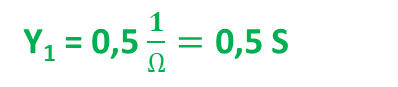 Y₁ = 0,5 1/Ω = 0,5 S